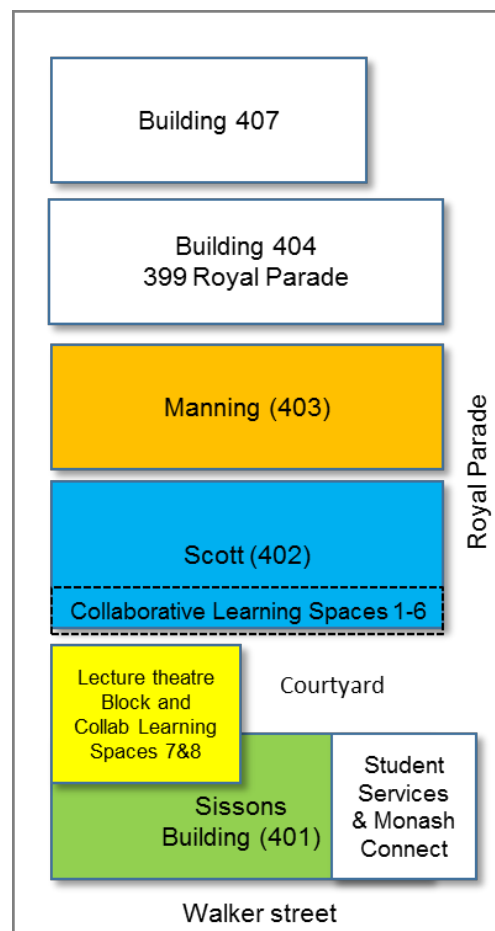 Building 407
Building 404
399 Royal Parade
Manning (403)
Royal Parade
Scott (402)
Collaborative Learning Spaces 1-6
Lecture theatre
Block and
Collab Learning
Spaces 7&8
Courtyard
Sissons
Building (401)
Student
Services
& Monash
Connect
Walker street